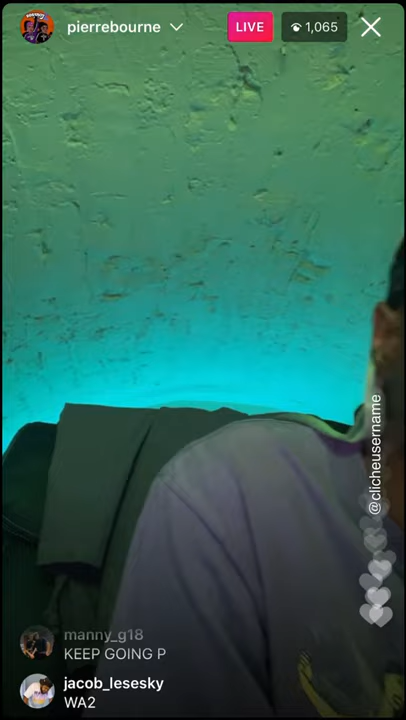 pierrebourne
LIVE
1,065
@clicheusername
manny_g18
KEEP GOING P
jacob_lesesky
WA2